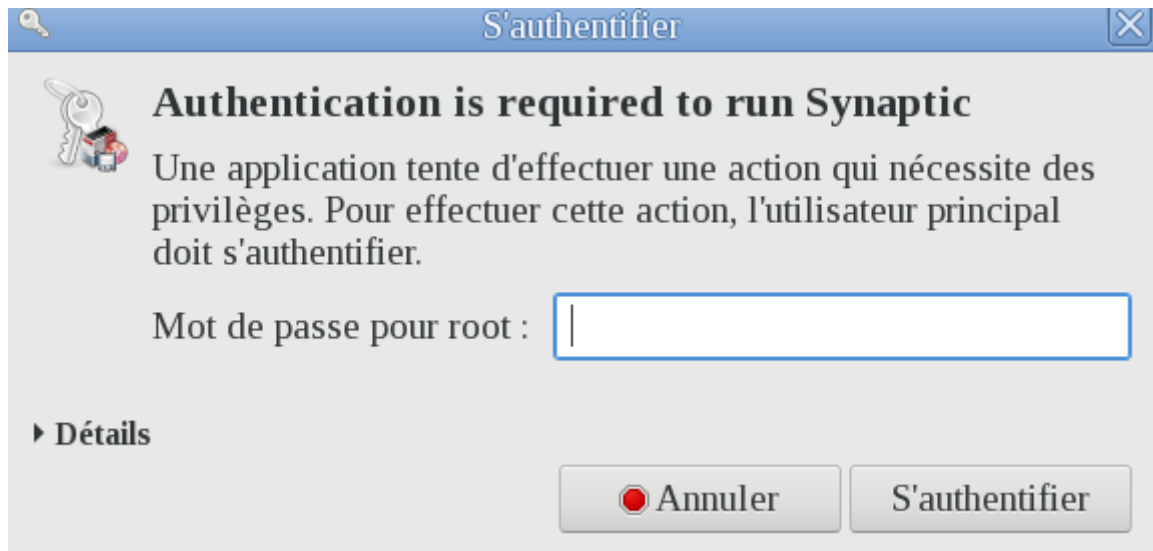 S'authentifier
Authentication is required to run Synaptic
Une application tente d'effectuer une action qui nécessite des
privilèges. Pour effectuer cette action, l'utilisateur principal
doit s'authentifier.
Mot de passe pour root :
Détails
Annuler
S'authentifier